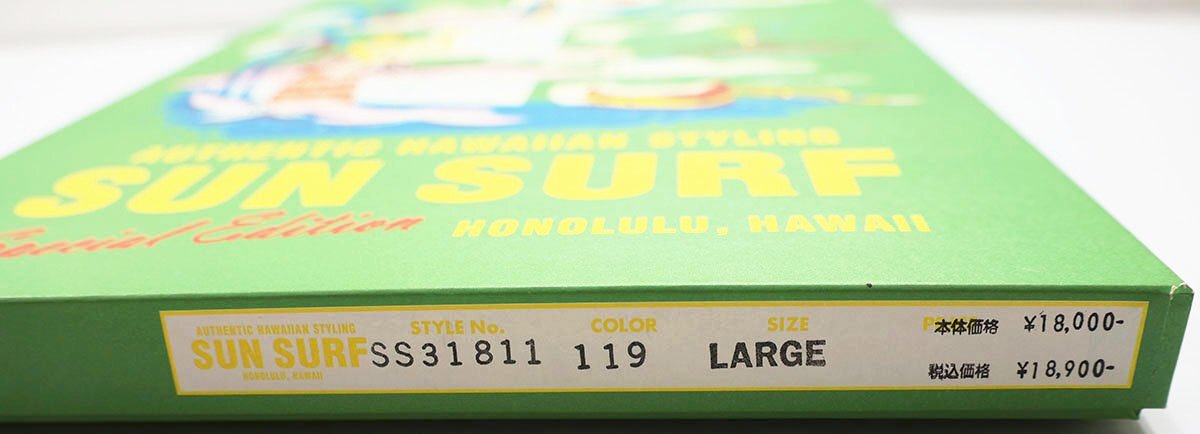 AUTHENTIC HAWAIIAN STYLING
SUN SURF
Special Edition HONOLULU, HAWAII
AUTHENTIC HAWAIIAN STYLING
SUN SURF
HONOLULU, HAWAII
STYLE No.
SS31811
COLOR
119
SIZE
LARGE
本体価格 ¥18,000-
税込価格 ¥18,900-